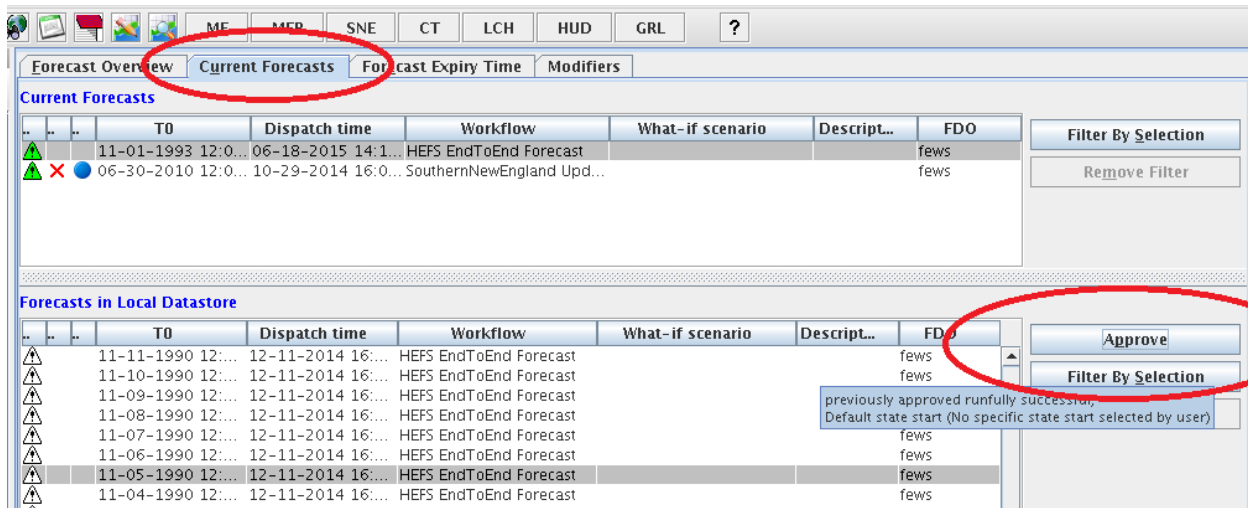 ME MER SNE CT LCH HUD GRL ?
Forecast Overview Current Forecasts Forecast Expiry Time Modifiers
Current Forecasts
.. .. .. T0 Dispatch time Workflow What-if scenario Descript... FDO
11-01-1993 12:0... 06-18-2015 14:1... HEFS EndToEnd Forecast fews
06-30-2010 12:0... 10-29-2014 16:0... SouthernNewEngland Upd... fews
Filter By Selection
Remove Filter
Forecasts in Local Datastore
.. .. .. T0 Dispatch time Workflow What-if scenario Descript... FDO
11-11-1990 12:... 12-11-2014 16:... HEFS EndToEnd Forecast fews
11-10-1990 12:... 12-11-2014 16:... HEFS EndToEnd Forecast fews
11-09-1990 12:... 12-11-2014 16:... HEFS EndToEnd Forecast
11-08-1990 12:... 12-11-2014 16:... HEFS EndToEnd Forecast
11-07-1990 12:... 12-11-2014 16:... HEFS EndToEnd Forecast fews
11-06-1990 12:... 12-11-2014 16:... HEFS EndToEnd Forecast fews
11-05-1990 12:... 12-11-2014 16:... HEFS EndToEnd Forecast fews
11-04-1990 12:... 12-11-2014 16:... HEFS EndToEnd Forecast fews
Approve
Filter By Selection
previously approved runfully successful,
Default state start (No specific state start selected by user)